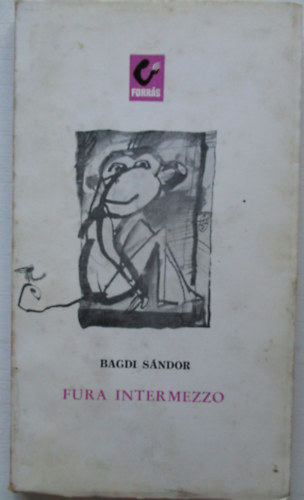 FORRÁS
BAGDI SÁNDOR
FURA INTERMEZZO